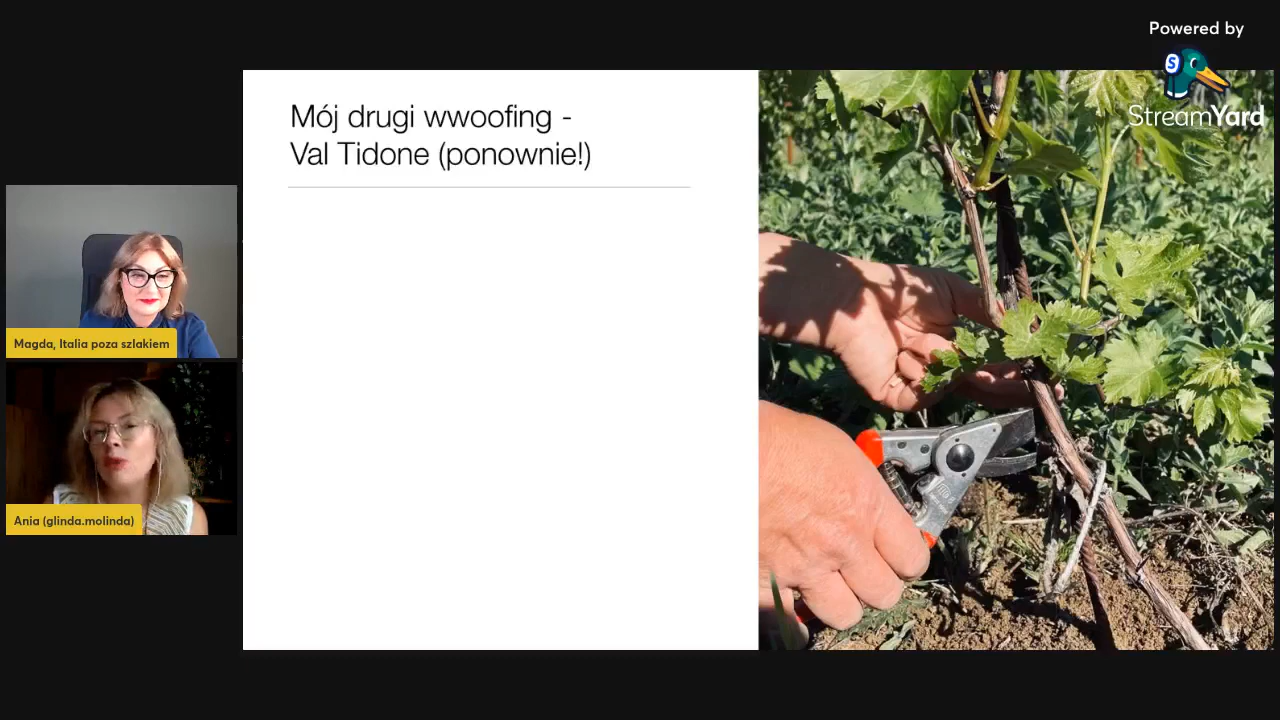 Powered by
StreamYard
Mój drugi wwoofing -
Val Tidone (ponownie!)
Magda, Italia poza szlakiem
Ania (glinda.molinda)